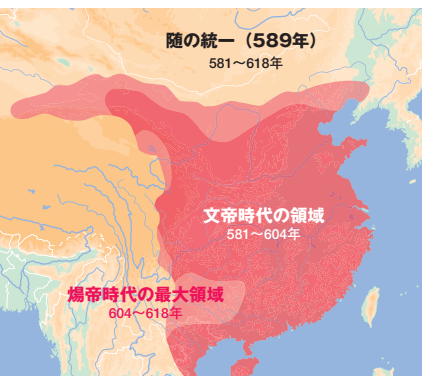 随の統一（589年）
581～618年
文帝時代の領域
581～604年
煬帝時代の最大領域
604～618年